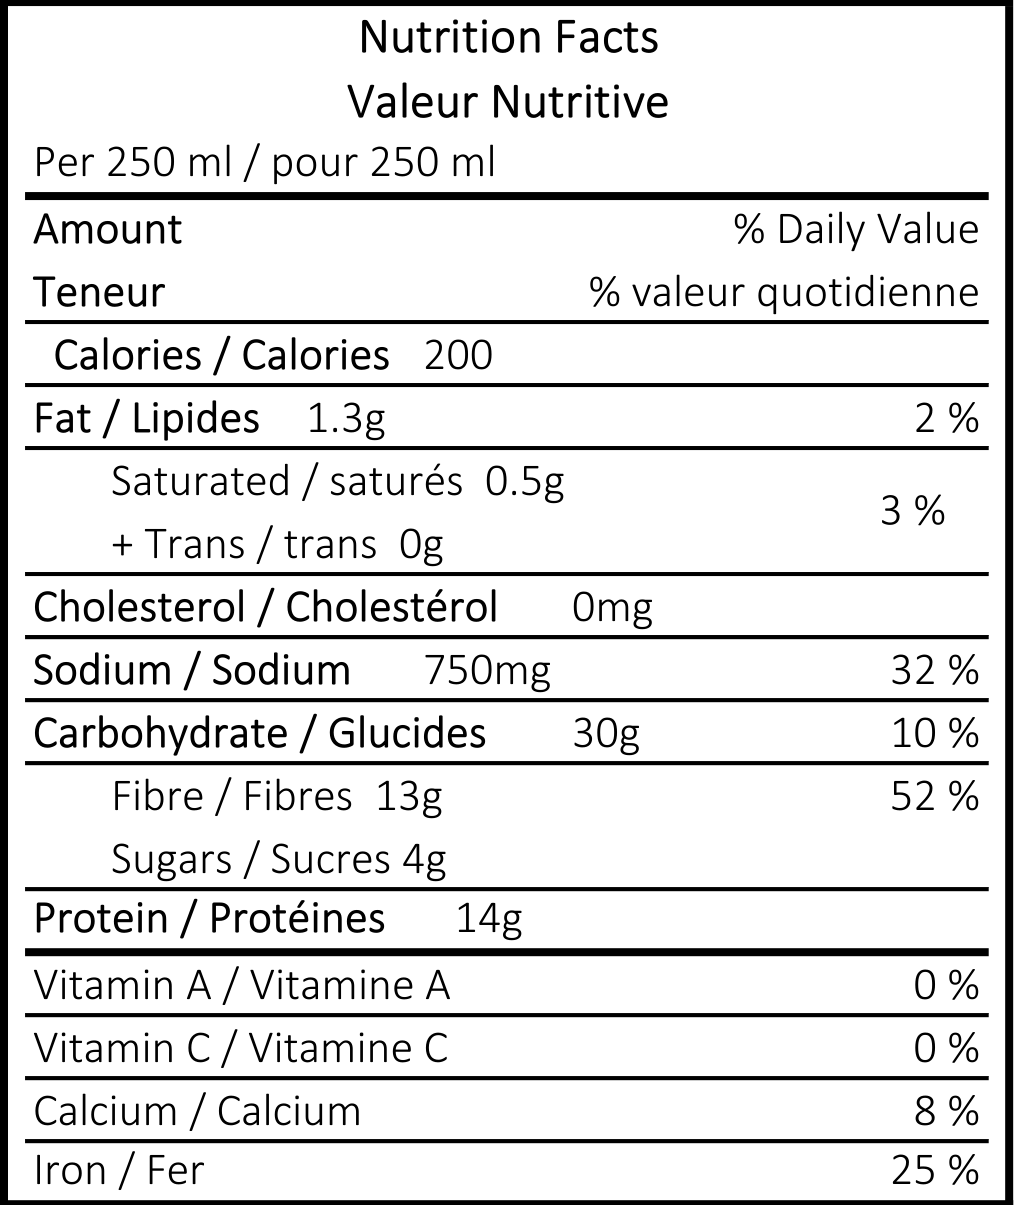 Nutrition Facts
Valeur Nutritive
Per 250 ml / pour 250 ml
Amount % Daily Value
Teneur % valeur quotidienne
Calories / Calories 200
Fat / Lipides 1.3g 2 %
Saturated / saturés 0.5g
3 %
+ Trans / trans 0g
Cholesterol / Cholestérol 0mg
Sodium / Sodium 750mg 32 %
Carbohydrate / Glucides 30g 10 %
Fibre / Fibres 13g 52 %
Sugars / Sucres 4g
Protein / Protéines 14g
Vitamin A / Vitamine A 0 %
Vitamin C / Vitamine C 0 %
Calcium / Calcium 8 %
Iron / Fer 25 %